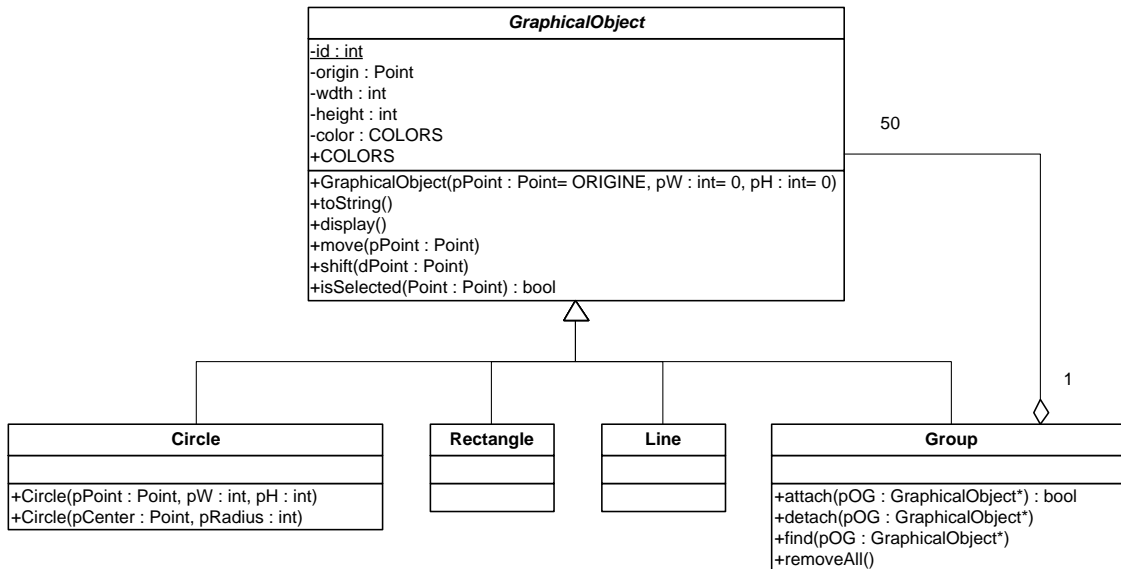 GraphicalObject
-id : int
-origin : Point
-wdth : int
-height : int
-color : COLORS
+COLORS
+GraphicalObject(pPoint : Point= ORIGINE, pW : int= 0, pH : int= 0)
+toString()
+display()
+move(pPoint : Point)
+shift(dPoint : Point)
+isSelected(Point : Point) : bool
50
1
Circle
+Circle(pPoint : Point, pW : int, pH : int)
+Circle(pCenter : Point, pRadius : int)
Rectangle
Line
Group
+attach(pOG : GraphicalObject*) : bool
+detach(pOG : GraphicalObject*)
+find(pOG : GraphicalObject*)
+removeAll()